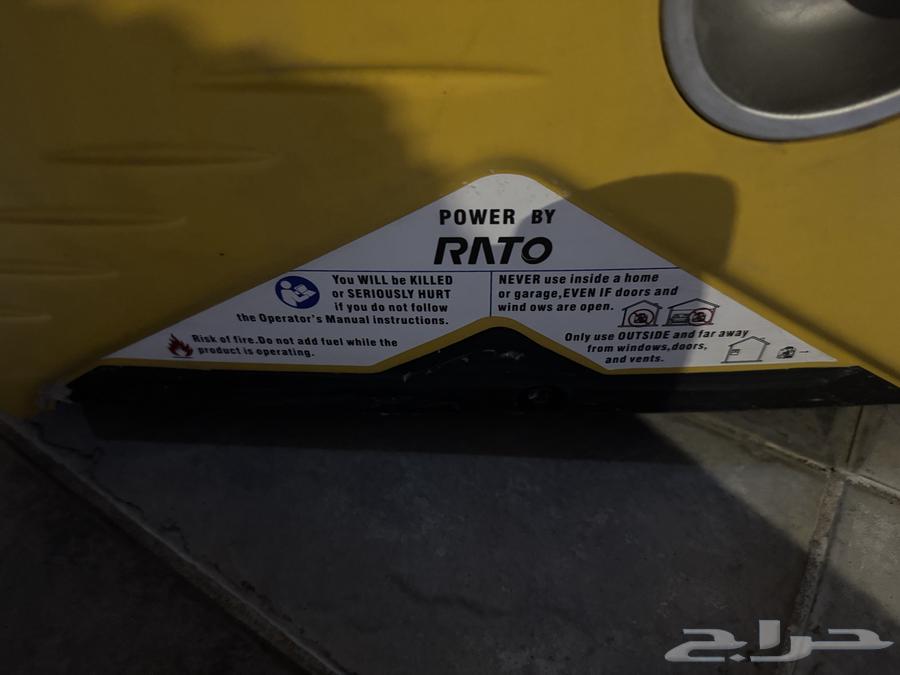 POWER BY
RATO
You WILL be KILLED
or SERIOUSLY HURT
if you do not follow
the Operator's Manual instructions.
Risk of fire.Do not add fuel while the
product is operating.
NEVER use inside a home
or garage,EVEN IF doors and
wind ows are open.
Only use OUTSIDE and far away
from windows,doors,
and vents.
حراج